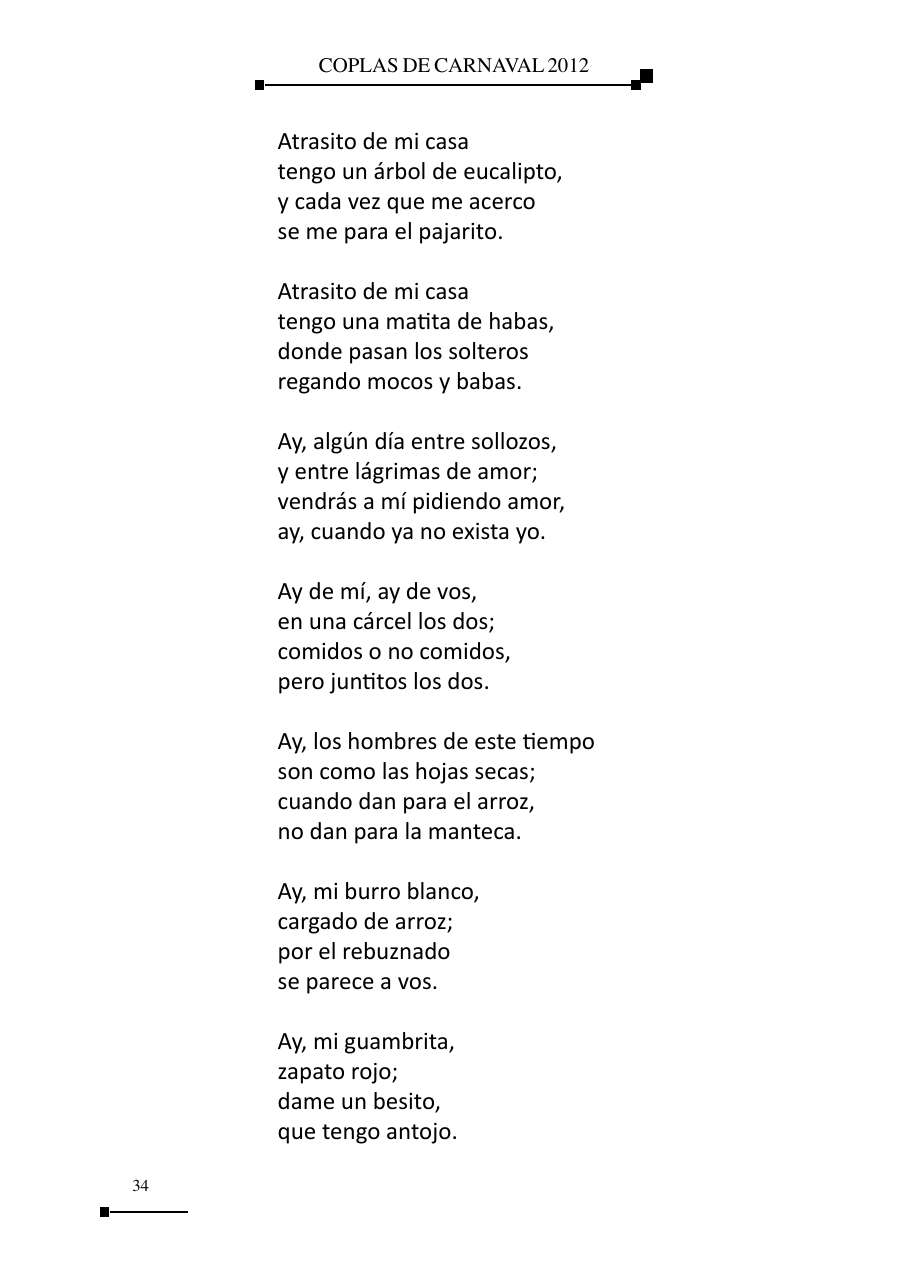 COPLAS DE CARNAVAL 2012
Atrasito de mi casa
tengo un árbol de eucalipto,
y cada vez que me acerco
se me para el pajarito.
Atrasito de mi casa
tengo una matita de habas,
donde pasan los solteros
regando mocos y babas.
Ay, algún día entre sollozos,
y entre lágrimas de amor;
vendrás a mí pidiendo amor,
ay, cuando ya no exista yo.
Ay de mí, ay de vos,
en una cárcel los dos;
comidos o no comidos,
pero juntitos los dos.
Ay, los hombres de este tiempo
son como las hojas secas;
cuando dan para el arroz,
no dan para la manteca.
Ay, mi burro blanco,
cargado de arroz;
por el rebuznado
se parece a vos.
Ay, mi guambrita,
zapato rojo;
dame un besito,
que tengo antojo.
34